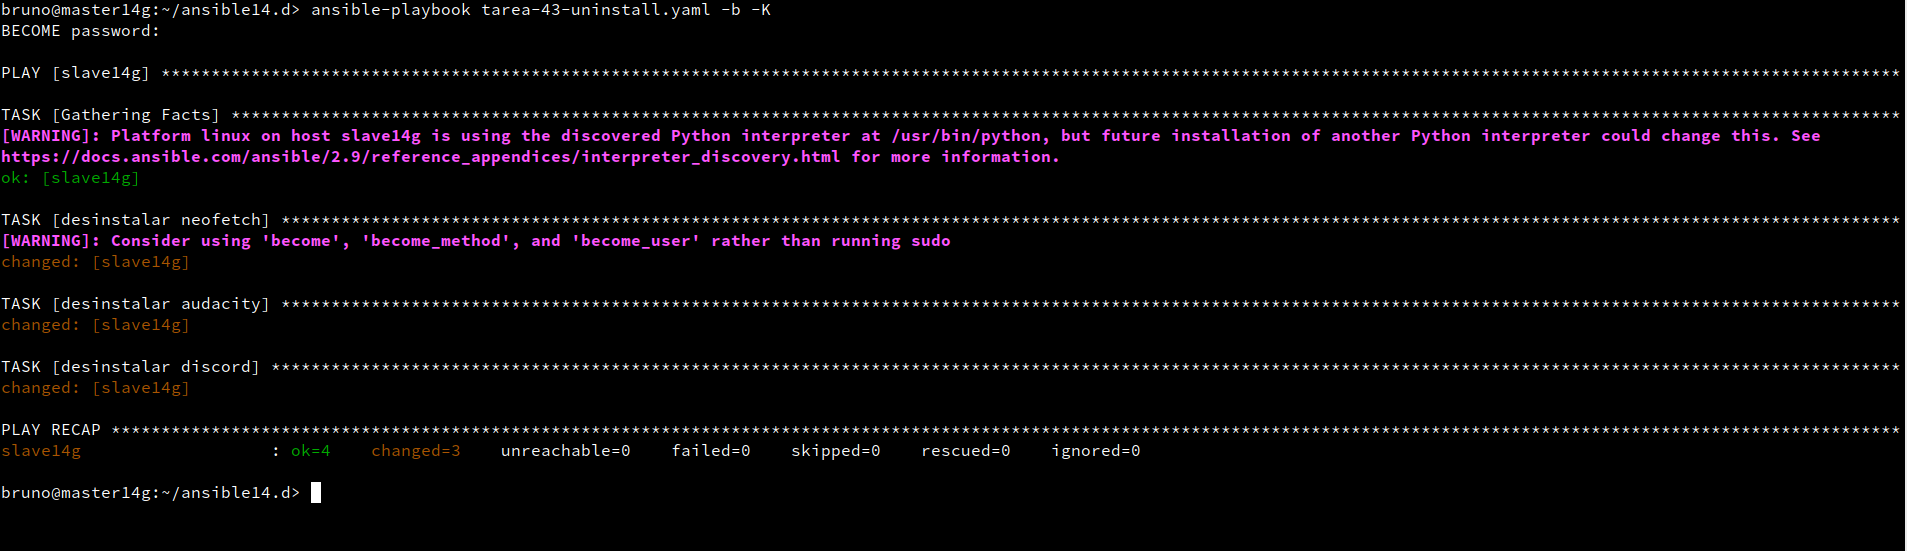 bruno@master14g:~/ansible14.d> ansible-playbook tarea-43-uninstall.yaml -b -K
BECOME password:
PLAY [slave14g] ******************************************************************************************************************************************************************************
TASK [Gathering Facts] ***********************************************************************************************************************************************************************
[WARNING]: Platform linux on host slave14g is using the discovered Python interpreter at /usr/bin/python, but future installation of another Python interpreter could change this. See
https://docs.ansible.com/ansible/2.9/reference_appendices/interpreter_discovery.html for more information.
ok: [slave14g]
TASK [desinstalar neofetch] ******************************************************************************************************************************************************************
[WARNING]: Consider using 'become', 'become_method', and 'become_user' rather than running sudo
changed: [slave14g]
TASK [desinstalar audacity] ******************************************************************************************************************************************************************
changed: [slave14g]
TASK [desinstalar discord] *******************************************************************************************************************************************************************
changed: [slave14g]
PLAY RECAP ***********************************************************************************************************************************************************************************
slave14g                   : ok=4    changed=3    unreachable=0    failed=0    skipped=0    rescued=0    ignored=0
bruno@master14g:~/ansible14.d>